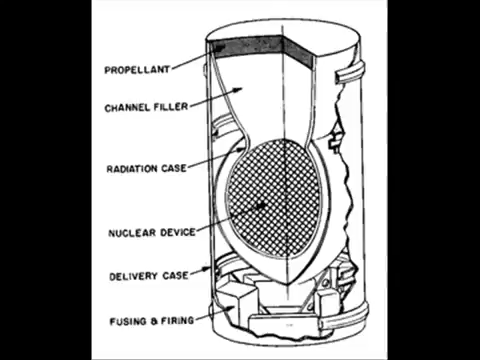 PROPELLANT
CHANNEL FILLER
RADIATION CASE
NUCLEAR DEVICE
DELIVERY CASE
FUSING & FIRING